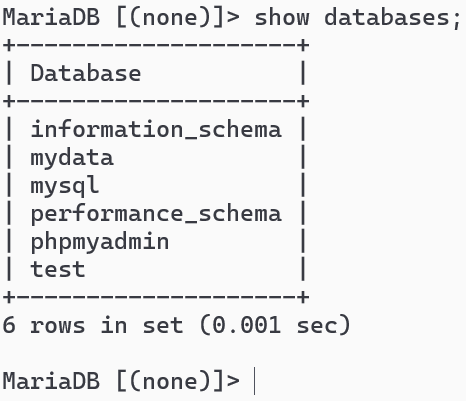 MariaDB [(none)]> show databases;
+--------------------+
| Database           |
+--------------------+
| information_schema |
| mydata             |
| mysql              |
| performance_schema |
| phpmyadmin         |
| test               |
+--------------------+
6 rows in set (0.001 sec)
MariaDB [(none)]>